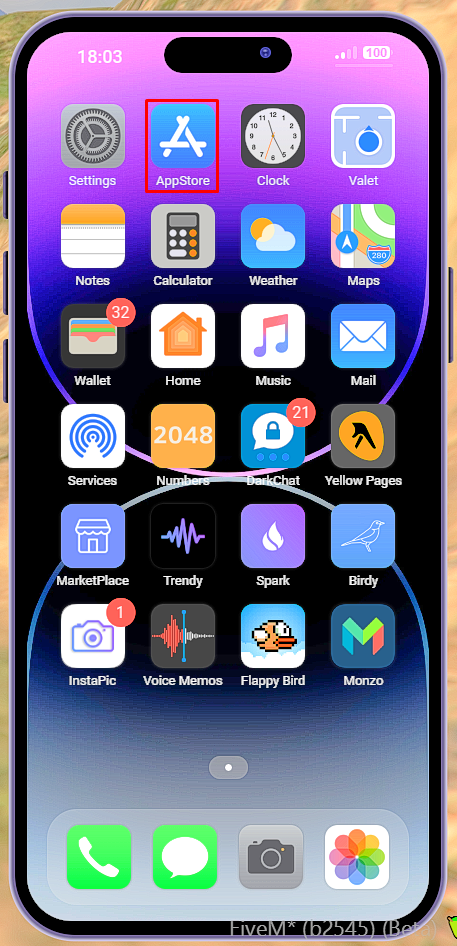 18:03
100
Settings
AppStore
Clock
Valet
280
Notes
Calculator
Weather
Maps
32
Wallet
Home
Music
Mail
2048
21
Services
Numbers
DarkChat
Yellow Pages
MarketPlace
Trendy
Spark
Birdy
1
InstaPic
Voice Memos
Flappy Bird
Monzo
FiveM* (b2545) (Beta)